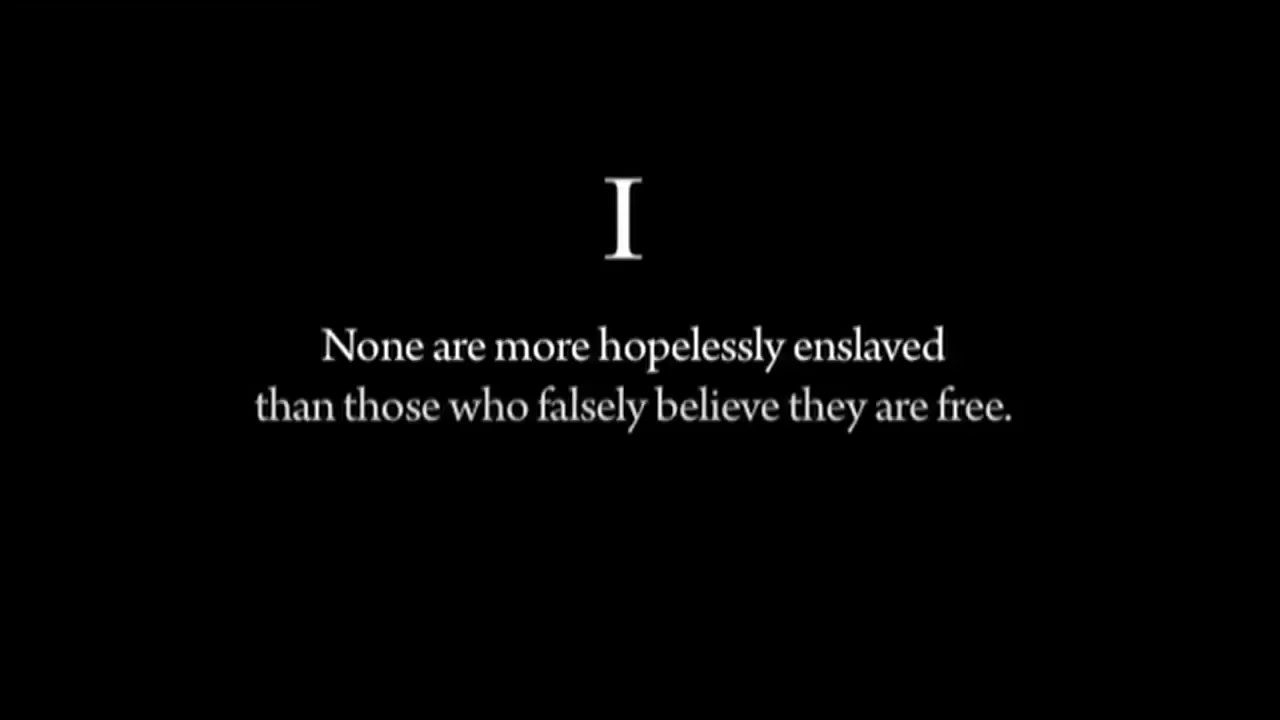 I
None are more hopelessly enslaved
than those who falsely believe they are free.